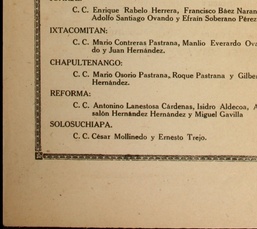 C. C. Enrique Rabelo Herrera, Francisco Báez Naran
Adolfo Santiago Ovando y Efraín Soberano Pérez
IXTACOMITAN:
C. C. Mario Contreras Pastrana, Manlio Everardo Ova
do y Juan Hernández.
CHAPULTENANGO:
C. C. Mario Osorio Pastrana, Roque Pastrana y Gilbe
Hernández.
REFORMA:
C. C. Antonino Lanestosa Cárdenas, Isidro Aldecoa, A
salón Hernández Hernández y Miguel Gavilla
SOLOSUCHIAPA.
C. C. César Mollinedo y Ernesto Trejo.